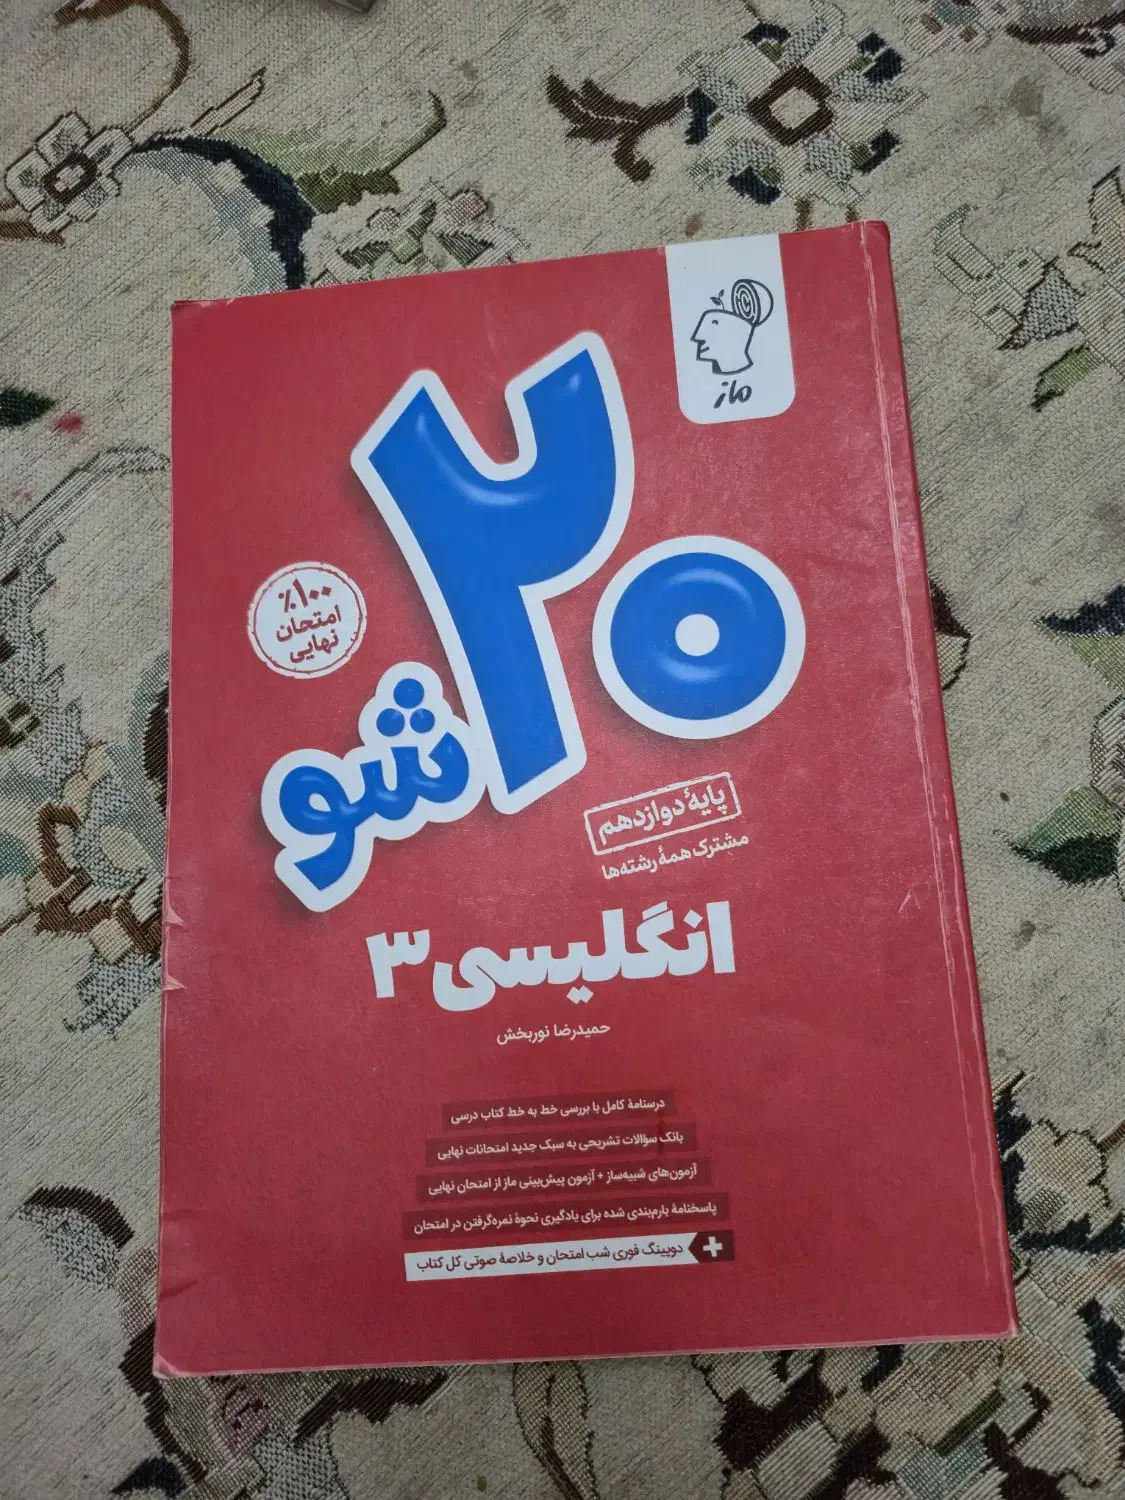 ماز
۲۰ شو
٪۱۰۰
امتحان
نهایی
پایهٔ دوازدهم
مشترک همهٔ رشته‌ها
انگلیسی ۳
حمیدرضا نوربخش
درسنامهٔ کامل با بررسی خط به خط کتاب درسی
بانک سؤالات تشریحی به سبک جدید امتحانات نهایی
آزمون‌های شبیه‌ساز + آزمون پیش‌بینی ماز از امتحان نهایی
پاسخنامهٔ بارم‌بندی شده برای یادگیری نحوهٔ نمره‌گرفتن در امتحان
+ دوپینگ فوری شب امتحان و خلاصهٔ صوتی کل کتاب